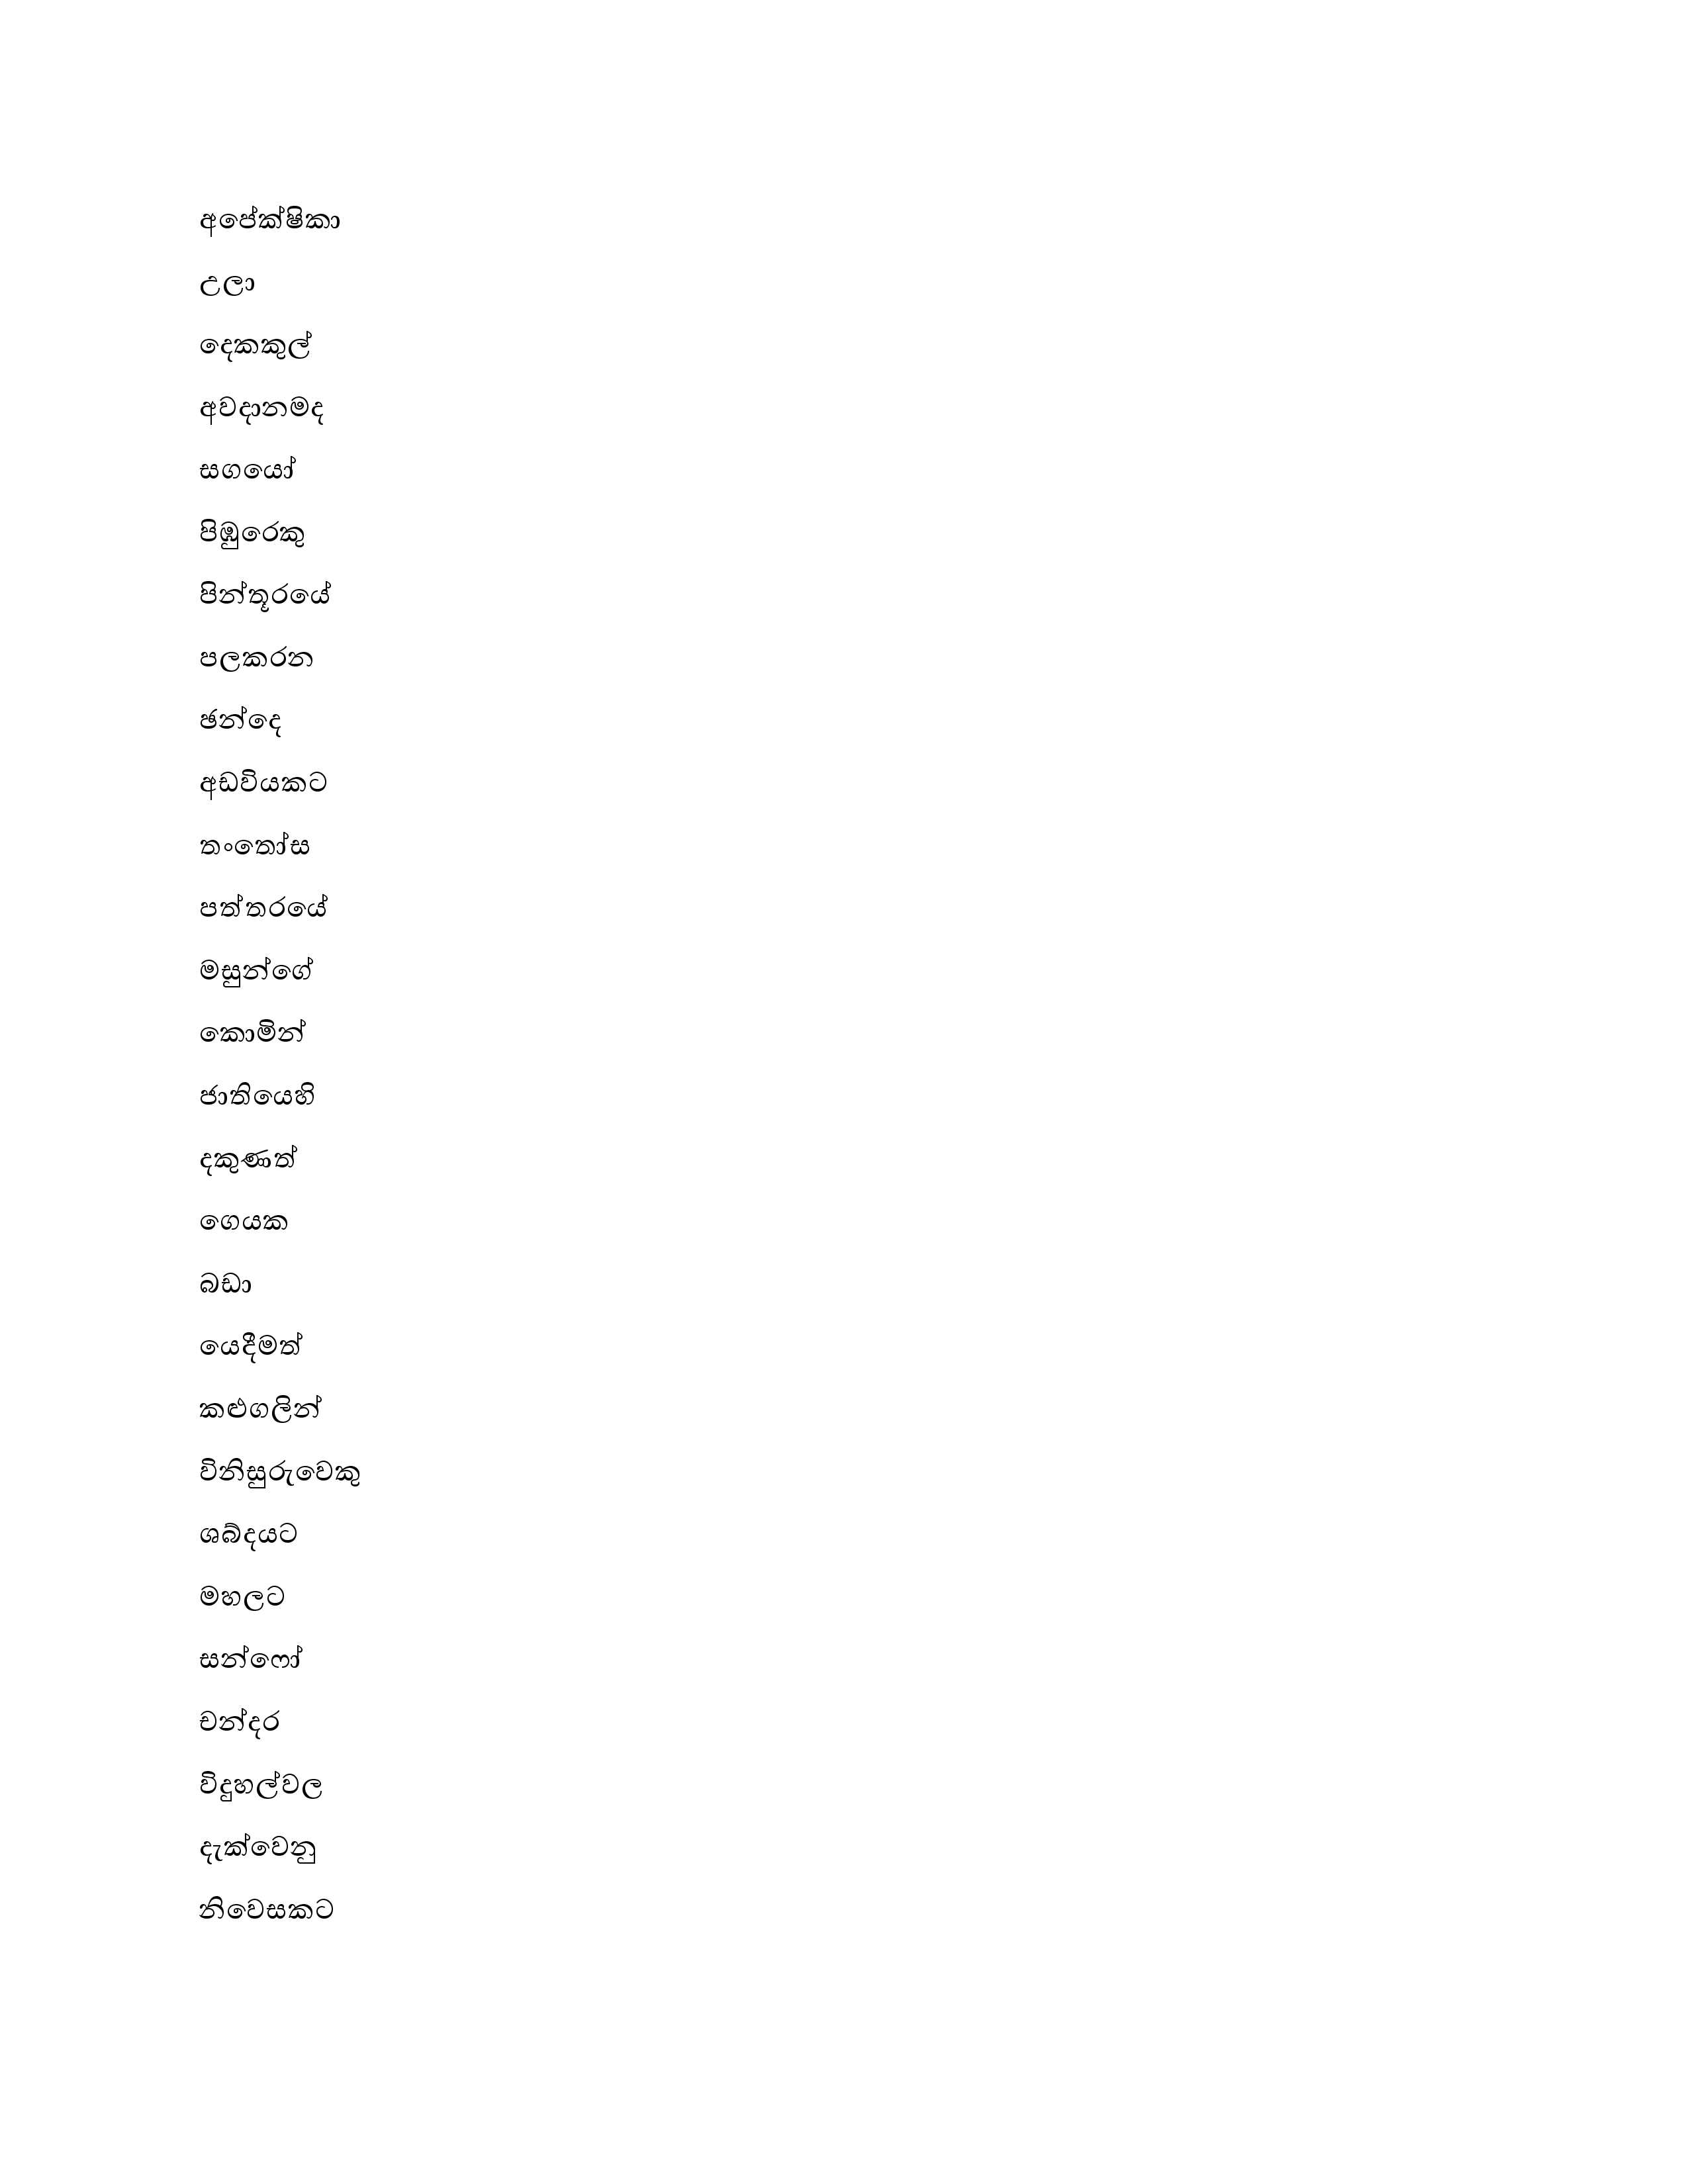 අපේක්ෂිකා
උලා
දෙකකුල්
අවදානමද
සගයෝ
පිඹුරෙකු
පින්තූරයේ
පලකරන
ඡන්දෙ
අඩවියකට
තංතෝස
පත්තරයේ
මසුන්ගේ
කොමින්
ජාතියෙහි
දකුණත්
ගෙයක
බඩා
යෙදීමත්
කළුගලින්
විනිසුරුවෙකු
ශබ්දයට
මහලට
සන්ෆෝ
චන්දර
විදුහල්වල
දැක්වෙනු
නිවෙසකට